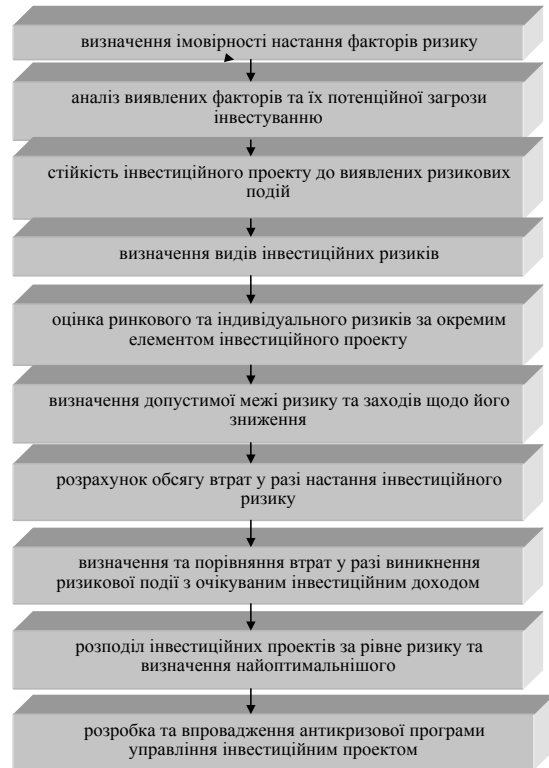 визначення імовірності настання факторів ризику
аналіз виявлених факторів та їх потенційної загрози
інвестуванню
стійкість інвестиційного проекту до виявлених ризикових
подій
визначення видів інвестиційних ризиків
оцінка ринкового та індивідуального ризиків за окремим
елементом інвестиційного проекту
визначення допустимої межі ризику та заходів щодо його
зниження
розрахунок обсягу втрат у разі настання інвестиційного
ризику
визначення та порівняння втрат у разі виникнення
ризикової події з очікуваним інвестиційним доходом
розподіл інвестиційних проектів за рівне ризику та
визначення найоптимальнішого
розробка та впровадження антикризової програми
управління інвестиційним проектом